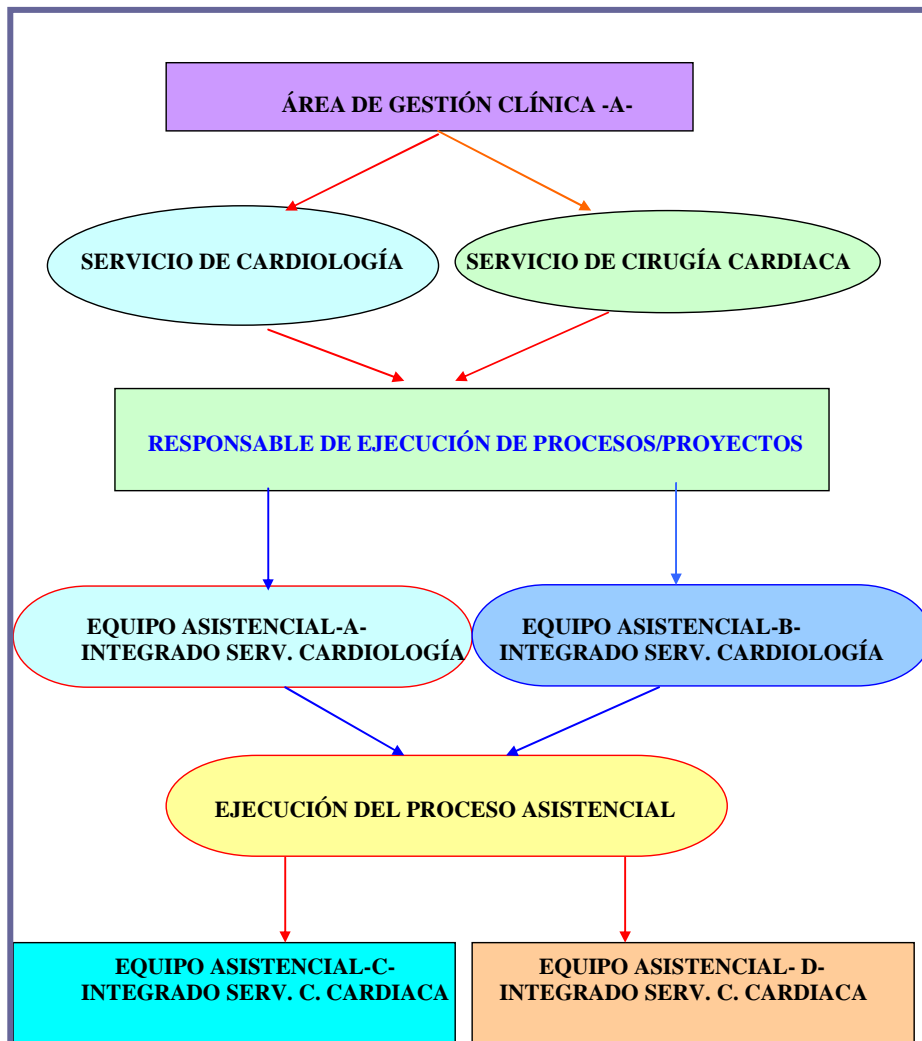 ÁREA DE GESTIÓN CLÍNICA -A-
SERVICIO DE CARDIOLOGÍA
SERVICIO DE CIRUGÍA CARDIACA
RESPONSABLE DE EJECUCIÓN DE PROCESOS/PROYECTOS
EQUIPO ASISTENCIAL-A-
INTEGRADO SERV. CARDIOLOGÍA
EQUIPO ASISTENCIAL-B-
INTEGRADO SERV. CARDIOLOGÍA
EJECUCIÓN DEL PROCESO ASISTENCIAL
EQUIPO ASISTENCIAL-C-
INTEGRADO SERV. C. CARDIACA
EQUIPO ASISTENCIAL- D-
INTEGRADO SERV. C. CARDIACA